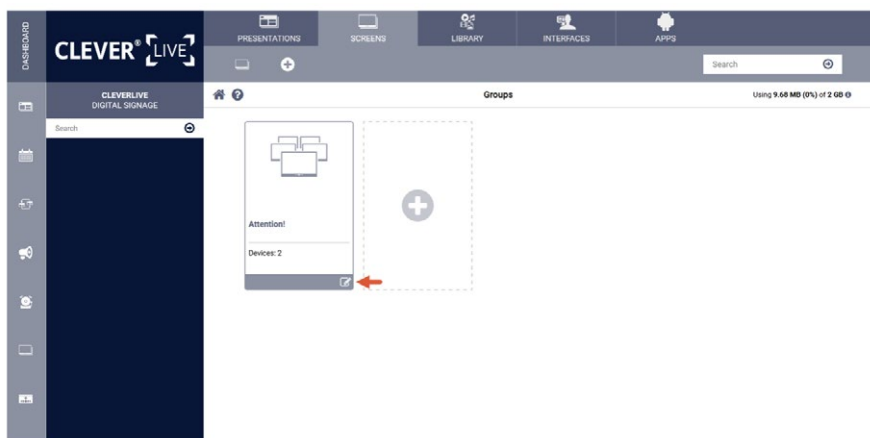 DASHBOARD
CLEVER® [LIVE]
PRESENTATIONS
SCREENS
LIBRARY
INTERFACES
APPS
Search
CLEVERLIVE
DIGITAL SIGNAGE
Search
Groups
Using 9.68 MB (0%) of 2 GB
Attention!
Devices: 2